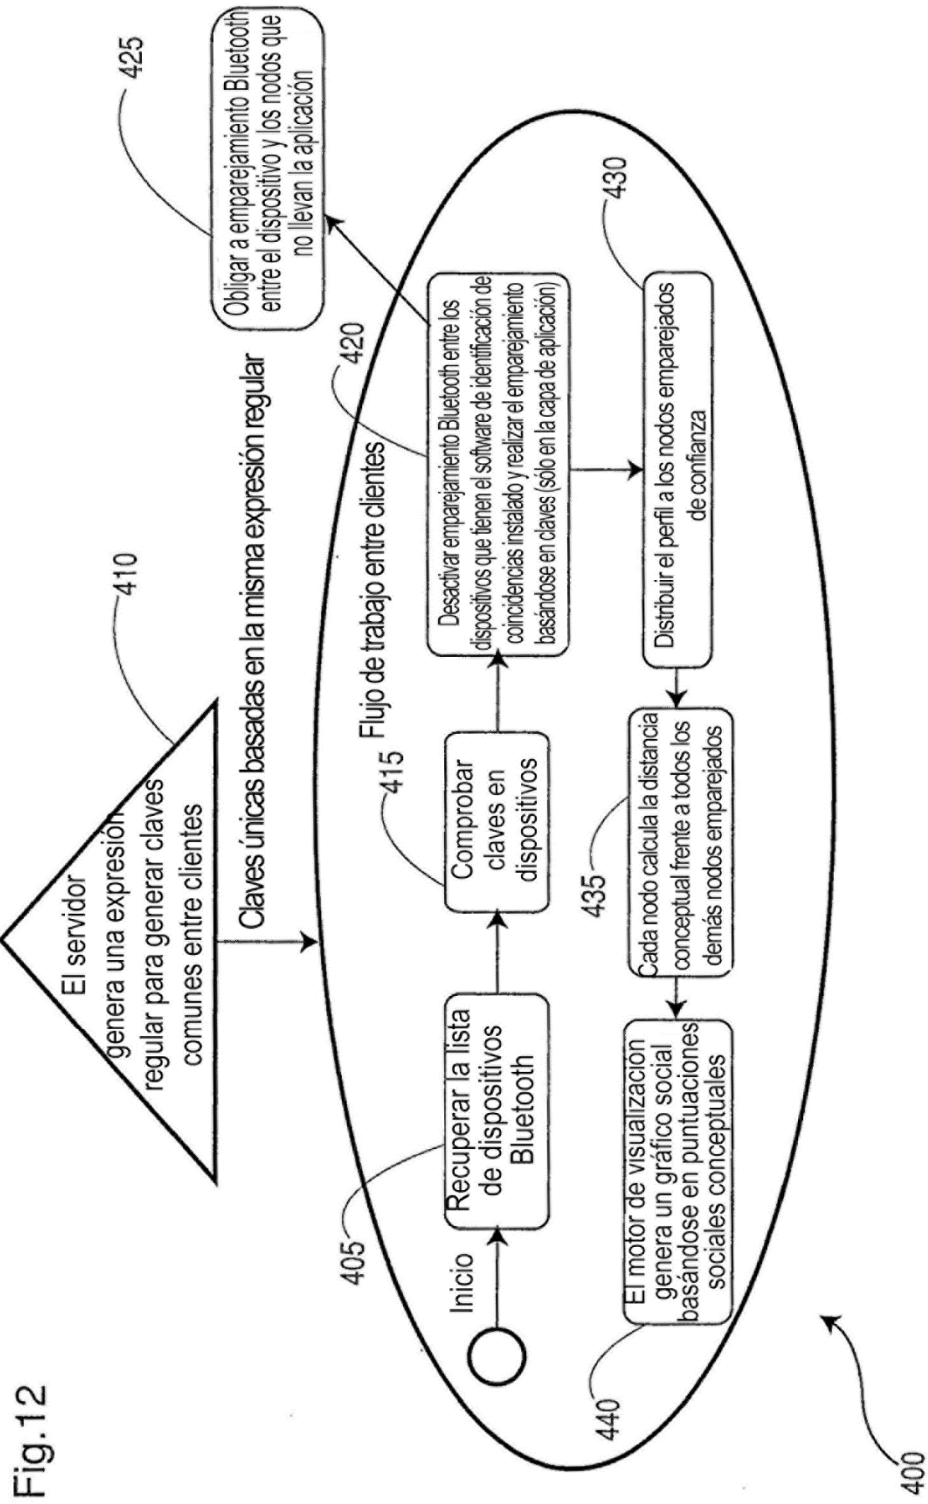 Fig.12
El servidor
genera una expresión
regular para generar claves
comunes entre clientes
410
Claves únicas basadas en la misma expresión regular
Obligar a emparejamiento Bluetooth
entre el dispositivo y los nodos que
no llevan la aplicación
425
Flujo de trabajo entre clientes
Inicio
405
Recuperar la lista
de dispositivos
Bluetooth
415
Comprobar
claves en
dispositivos
420
Desactivar emparejamiento Bluetooth entre los
dispositivos que tienen el software de identificación de
coincidencias instalado y realizar el emparejamiento
basándose en claves (solo en la capa de aplicación)
430
Distribuir el perfil a los nodos emparejados
de confianza
435
Cada nodo calcula la distancia
conceptual frente a todos los
demás nodos emparejados
440
El motor de visualización
genera un gráfico social
basándose en puntuaciones
sociales conceptuales
400